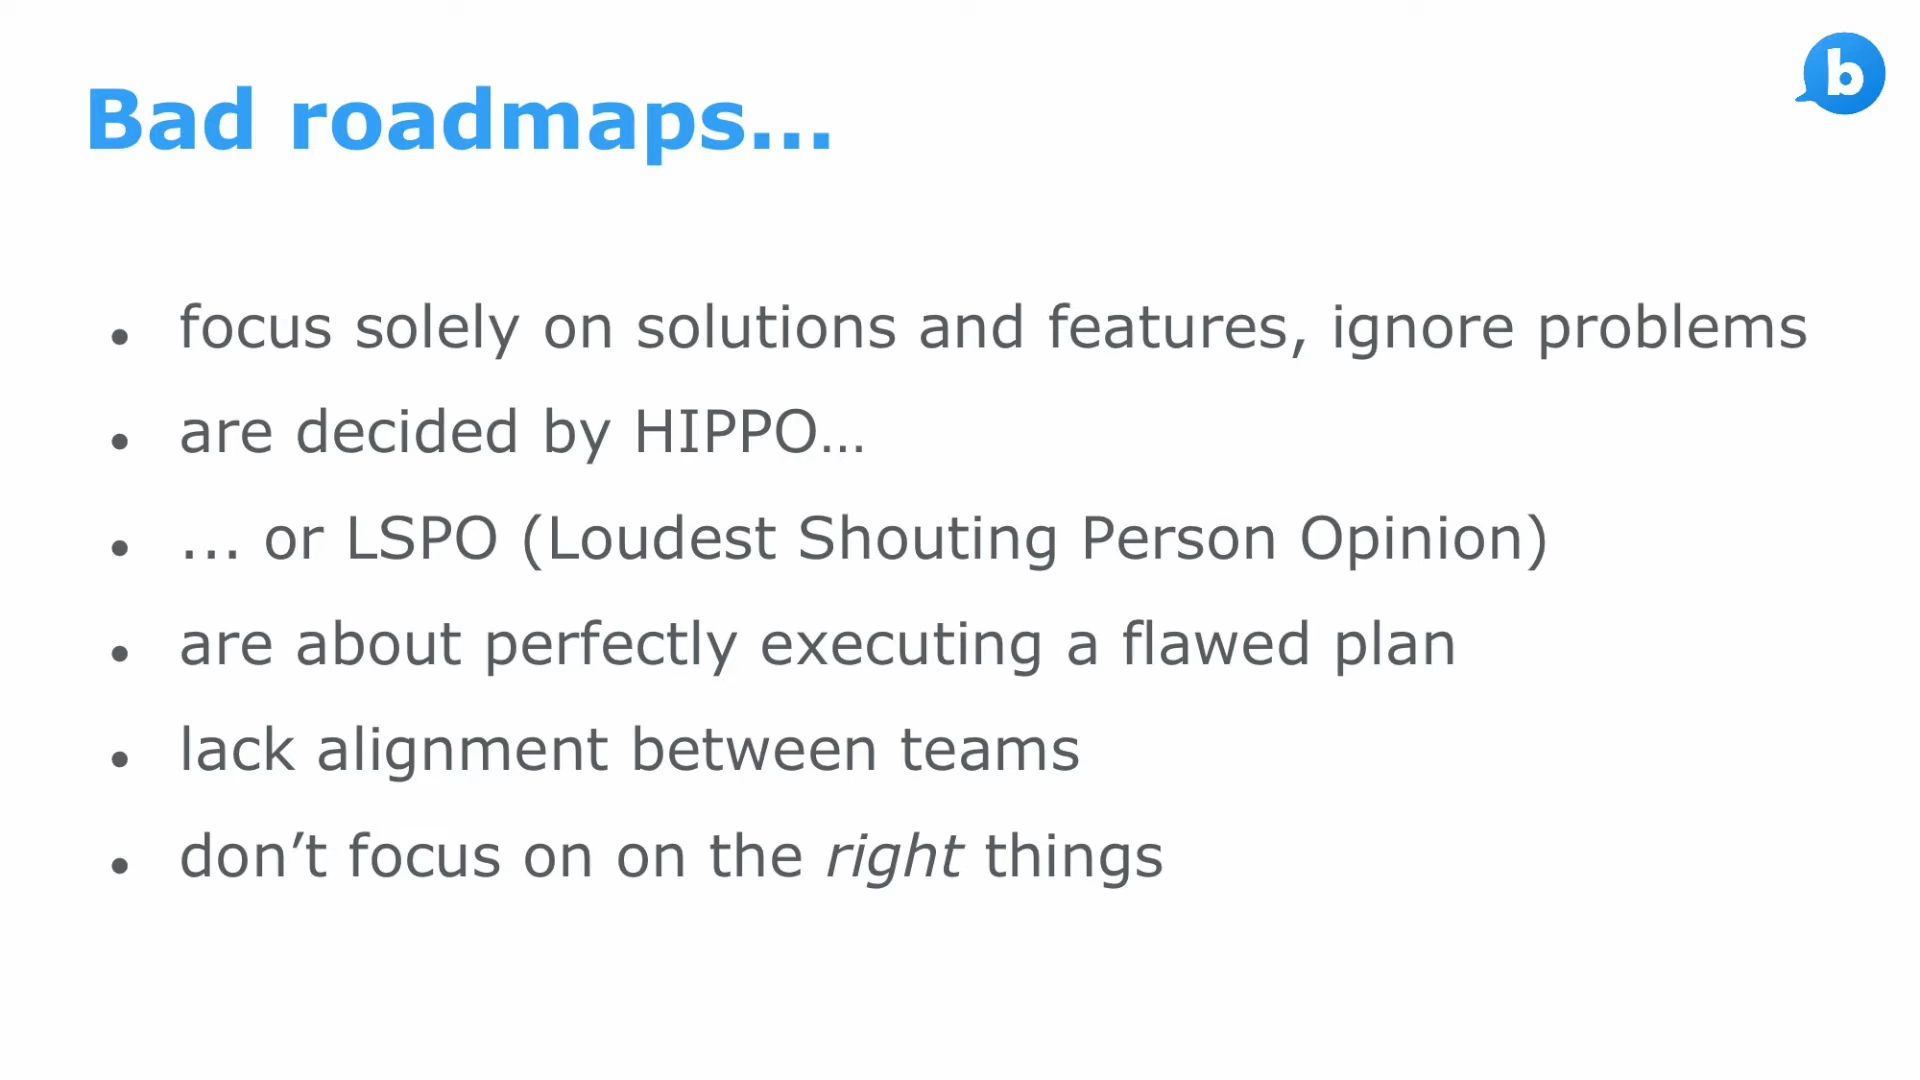 b
Bad roadmaps...
• focus solely on solutions and features, ignore problems
• are decided by HIPPO…
• ... or LSPO (Loudest Shouting Person Opinion)
• are about perfectly executing a flawed plan
• lack alignment between teams
• don’t focus on on the right things